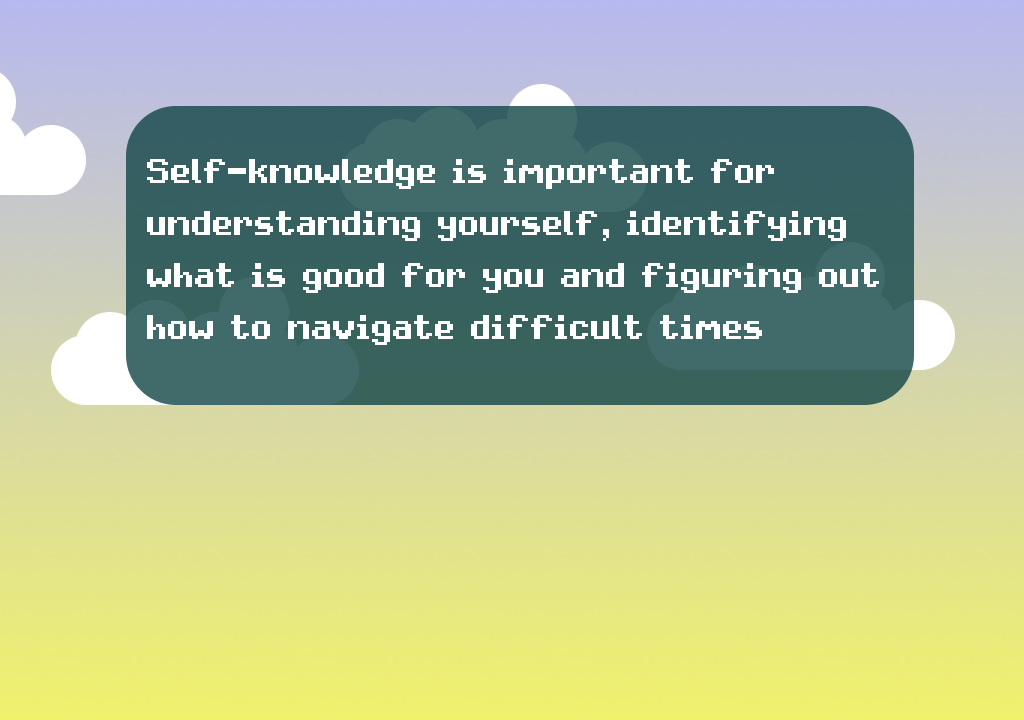 Self-knowledge is important for
understanding yourself, identifying
what is good for you and figuring out
how to navigate difficult times